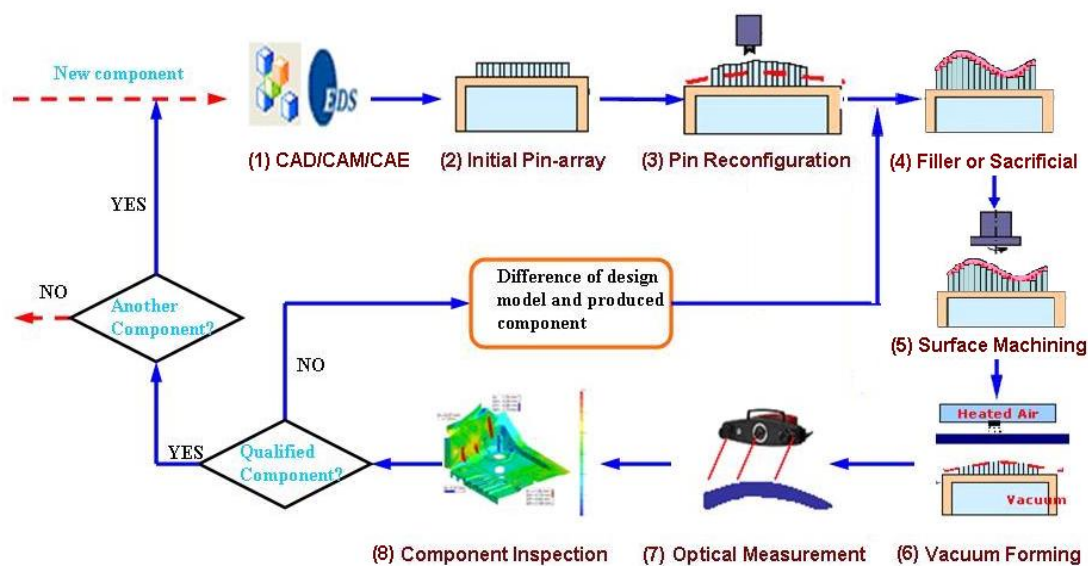 New component
EDS
(1) CAD/CAM/CAE
(2) Initial Pin-array
(3) Pin Reconfiguration
(4) Filler or Sacrificial
YES
NO
Another
Component?
Difference of design
model and produced
component
(5) Surface Machining
NO
YES
Qualified
Component?
Heated Air
Vacuum
(8) Component Inspection
(7) Optical Measurement
(6) Vacuum Forming